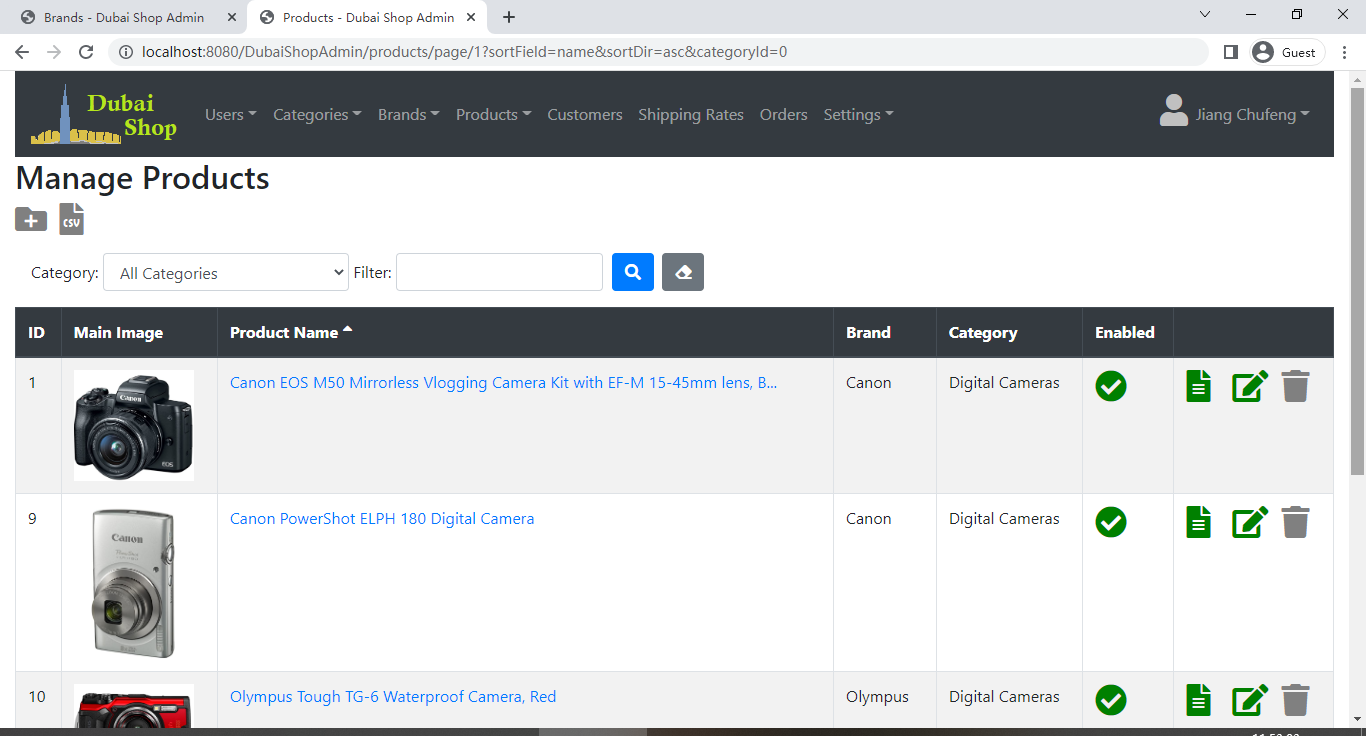 Brands - Dubai Shop Admin
Products - Dubai Shop Admin
localhost:8080/DubaiShopAdmin/products/page/1?sortField=name&sortDir=asc&categoryId=0
Guest
Dubai
Shop
Users Categories Brands Products Customers Shipping Rates Orders Settings Jiang Chufeng
Manage Products
CSV
Category: All Categories Filter:
ID Main Image Product Name Brand Category Enabled
1 Canon EOS M50 Mirrorless Vlogging Camera Kit with EF-M 15-45mm lens, B... Canon Digital Cameras
Canon
EOS
9 Canon PowerShot ELPH 180 Digital Camera Canon Digital Cameras
Canon
10 Olympus Tough TG-6 Waterproof Camera, Red Olympus Digital Cameras